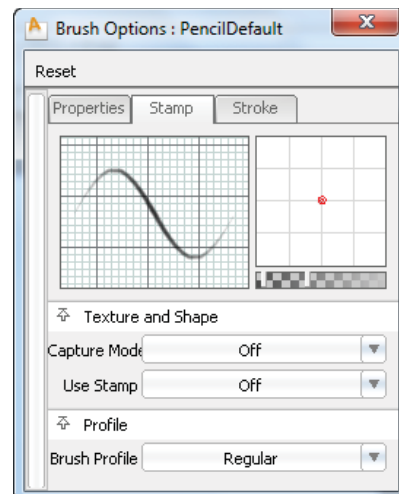 Brush Options : PencilDefault
Reset
Properties Stamp Stroke
Texture and Shape
Capture Mode Off
Use Stamp Off
Profile
Brush Profile Regular